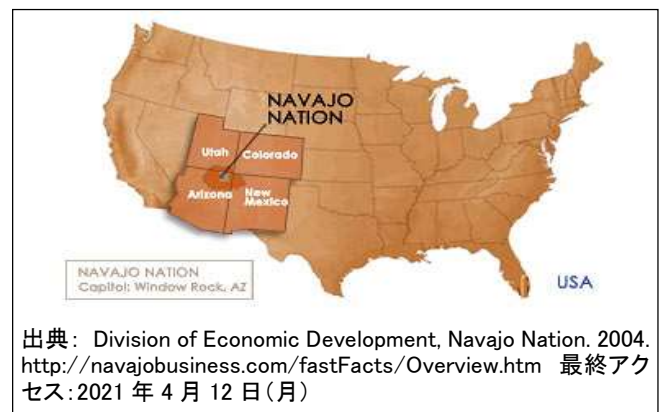 NAVAJO
NATION
Utah
Colorado
Arizona
New
Mexico
NAVAJO NATION
Capitol: Window Rock, AZ
USA
出典: Division of Economic Development, Navajo Nation. 2004.
http://navajobusiness.com/fastFacts/Overview.htm 最終アク
セス:2021 年 4 月 12 日(月)